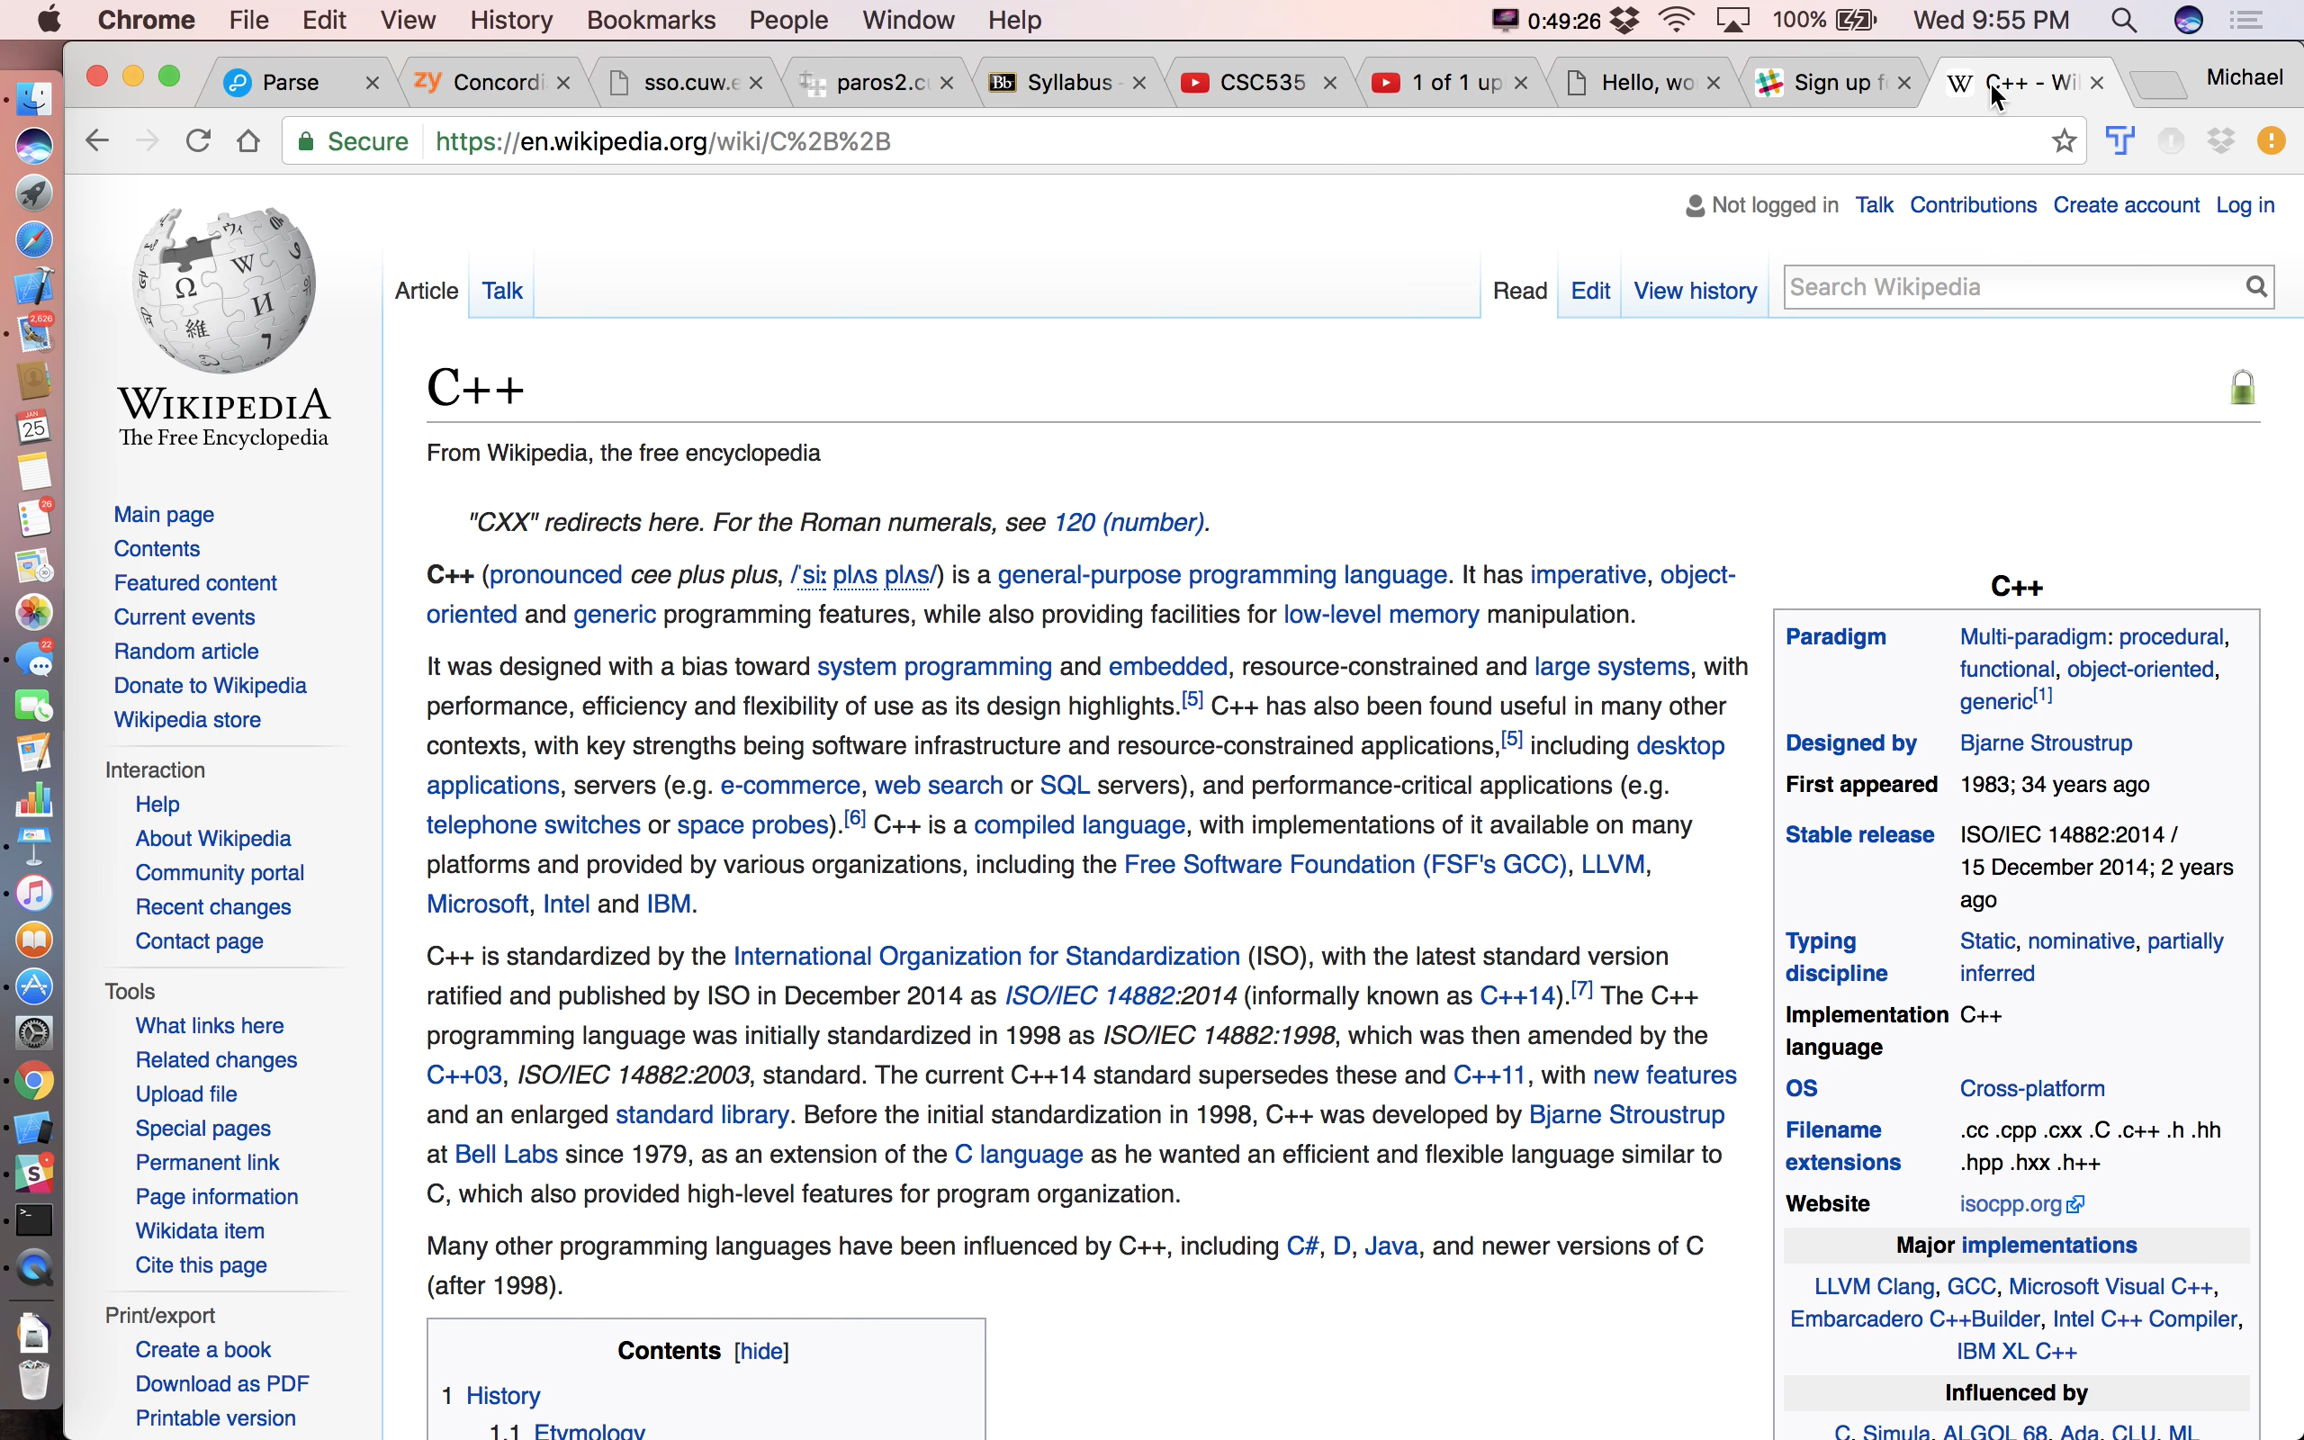 Chrome File Edit View History Bookmarks People Window Help 0:49:26 100% Wed 9:55 PM
Parse Concordi sso.cuw.e paros2.c Syllabus - CSC535 1 of 1 up Hello, wo Sign up f C++ - Wi Michael
Secure https://en.wikipedia.org/wiki/C%2B%2B
Not logged in Talk Contributions Create account Log in
Article Talk Read Edit View history Search Wikipedia
WIKIPEDIA
The Free Encyclopedia
Main page
Contents
Featured content
Current events
Random article
Donate to Wikipedia
Wikipedia store
Interaction
Help
About Wikipedia
Community portal
Recent changes
Contact page
Tools
What links here
Related changes
Upload file
Special pages
Permanent link
Page information
Wikidata item
Cite this page
Print/export
Create a book
Download as PDF
Printable version
C++
From Wikipedia, the free encyclopedia
"CXX" redirects here. For the Roman numerals, see 120 (number).
C++ (pronounced cee plus plus, /ˈsiː plʌs plʌs/) is a general-purpose programming language. It has imperative, object-
oriented and generic programming features, while also providing facilities for low-level memory manipulation.
It was designed with a bias toward system programming and embedded, resource-constrained and large systems, with
performance, efficiency and flexibility of use as its design highlights.[5] C++ has also been found useful in many other
contexts, with key strengths being software infrastructure and resource-constrained applications,[5] including desktop
applications, servers (e.g. e-commerce, web search or SQL servers), and performance-critical applications (e.g.
telephone switches or space probes).[6] C++ is a compiled language, with implementations of it available on many
platforms and provided by various organizations, including the Free Software Foundation (FSF's GCC), LLVM,
Microsoft, Intel and IBM.
C++ is standardized by the International Organization for Standardization (ISO), with the latest standard version
ratified and published by ISO in December 2014 as ISO/IEC 14882:2014 (informally known as C++14).[7] The C++
programming language was initially standardized in 1998 as ISO/IEC 14882:1998, which was then amended by the
C++03, ISO/IEC 14882:2003, standard. The current C++14 standard supersedes these and C++11, with new features
and an enlarged standard library. Before the initial standardization in 1998, C++ was developed by Bjarne Stroustrup
at Bell Labs since 1979, as an extension of the C language as he wanted an efficient and flexible language similar to
C, which also provided high-level features for program organization.
Many other programming languages have been influenced by C++, including C#, D, Java, and newer versions of C
(after 1998).
Contents [hide]
1 History
1.1 Etymology
C++
Paradigm Multi-paradigm: procedural,
functional, object-oriented,
generic[1]
Designed by Bjarne Stroustrup
First appeared 1983; 34 years ago
Stable release ISO/IEC 14882:2014 /
15 December 2014; 2 years
ago
Typing Static, nominative, partially
discipline inferred
Implementation C++
language
OS Cross-platform
Filename .cc .cpp .cxx .C .c++ .h .hh
extensions .hpp .hxx .h++
Website isocpp.org
Major implementations
LLVM Clang, GCC, Microsoft Visual C++,
Embarcadero C++Builder, Intel C++ Compiler,
IBM XL C++
Influenced by
C, Simula, ALGOL 68, Ada, CLU, ML
2,626
JAN
25
26
22